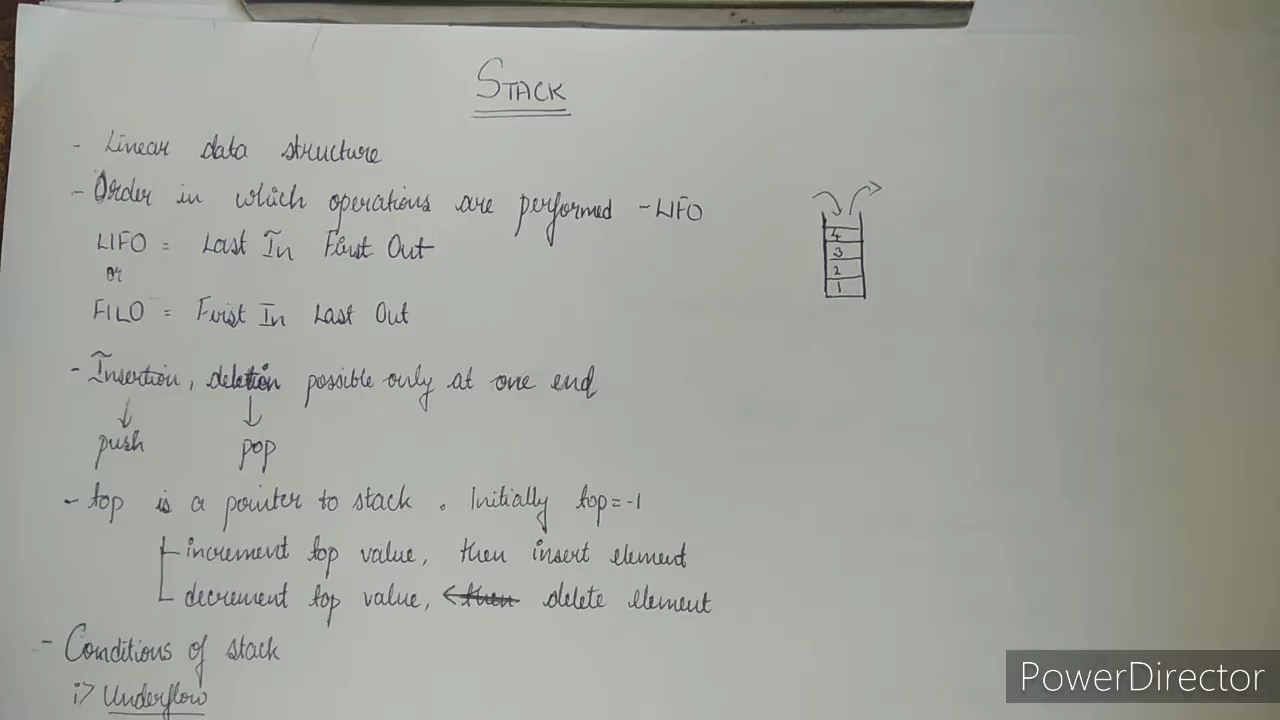 STACK
- Linear data structure
- Order in which operations are performed - LIFO
LIFO = Last In First Out
or
FILO = First In Last Out
4
3
2
1
- Insertion, deletion possible only at one end
push pop
- top is a pointer to stack. Initially top=-1
increment top value, then insert element
decrement top value, then delete element
- Conditions of stack
i> Underflow
PowerDirector